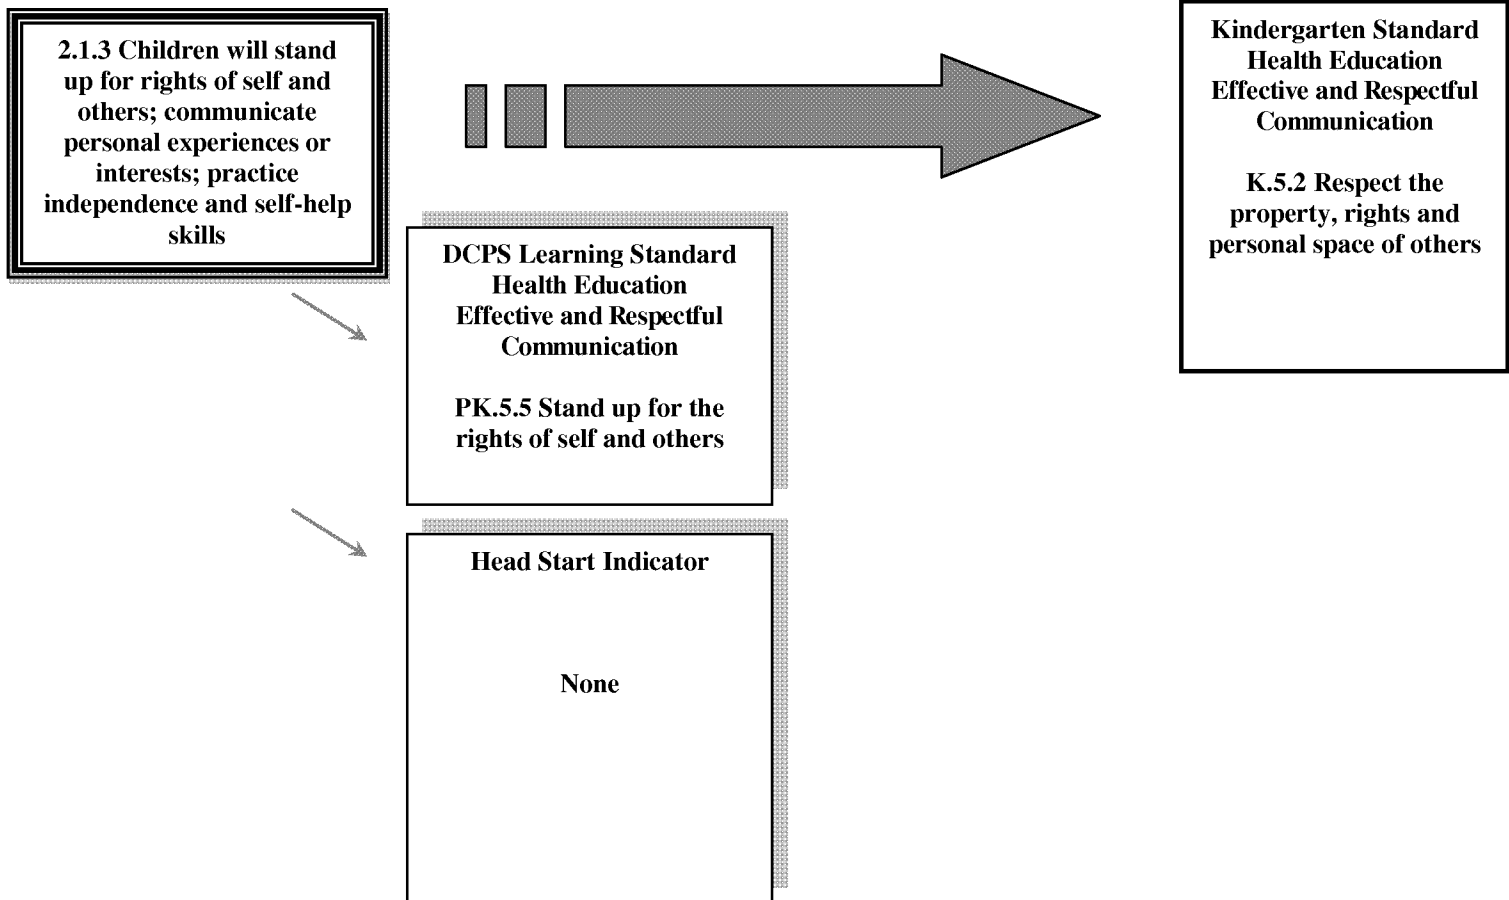 2.1.3 Children will stand
up for rights of self and
others; communicate
personal experiences or
interests; practice
independence and self-help
skills
Kindergarten Standard
Health Education
Effective and Respectful
Communication
K.5.2 Respect the
property, rights and
personal space of others
DCPS Learning Standard
Health Education
Effective and Respectful
Communication
PK.5.5 Stand up for the
rights of self and others
Head Start Indicator
None